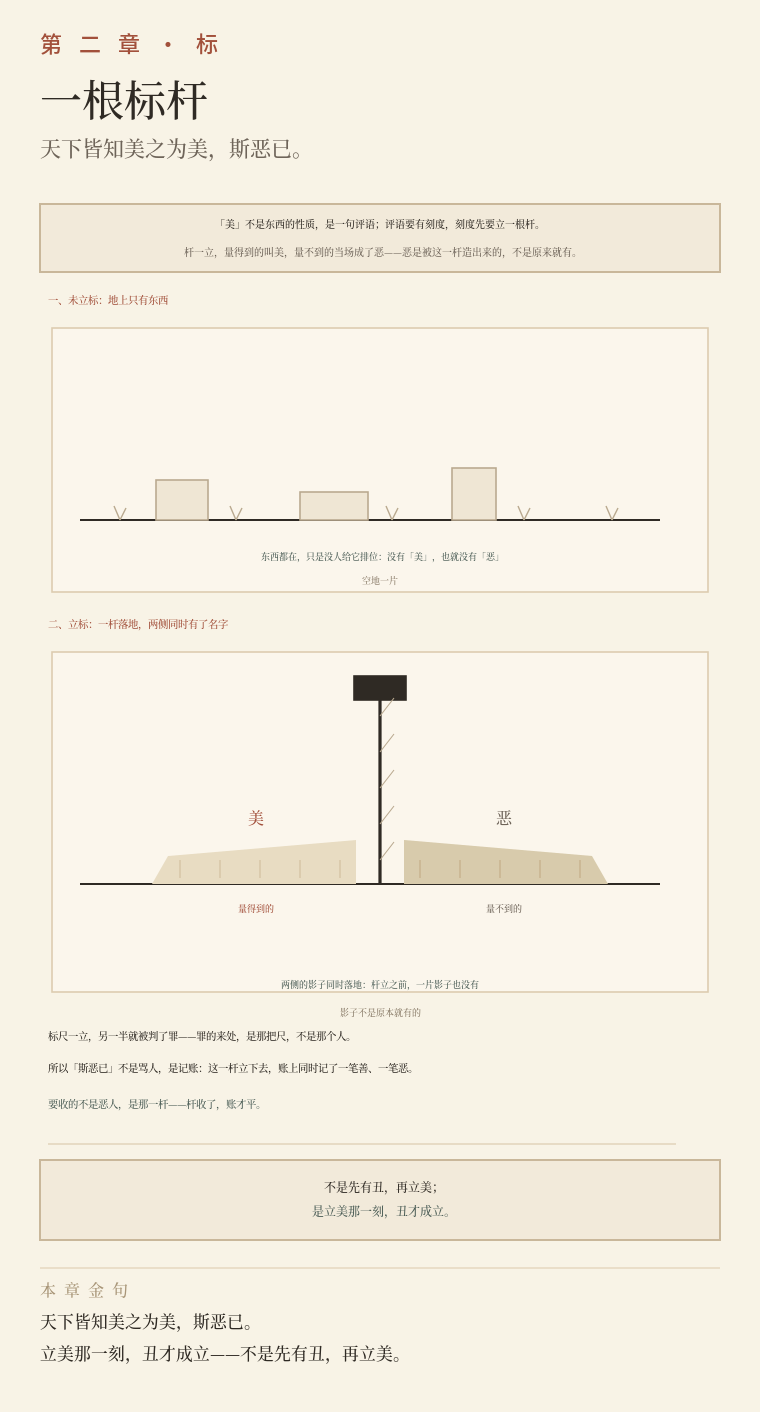 第二章·标
一根标杆
天下皆知美之为美，斯恶已。
「美」不是东西的性质，是一句评语；评语要有刻度，刻度先要立一根杆。
杆一立，量得到的叫美，量不到的当场成了恶——恶是被这一杆造出来的，不是原来就有。
一、未立标：地上只有东西
东西都在，只是没人给它排位：没有「美」，也就没有「恶」
空地一片
二、立标：一杆落地，两侧同时有了名字
美
恶
量得到的
量不到的
两侧的影子同时落地：杆立之前，一片影子也没有
影子不是原本就有的
标尺一立，另一半就被判了罪——罪的来处，是那把尺，不是那个人。
所以「斯恶已」不是骂人，是记账：这一杆立下去，账上同时记了一笔善、一笔恶。
要收的不是恶人，是那一杆——杆收了，账才平。
不是先有丑，再立美；
是立美那一刻，丑才成立。
本章金句
天下皆知美之为美，斯恶已。
立美那一刻，丑才成立——不是先有丑，再立美。